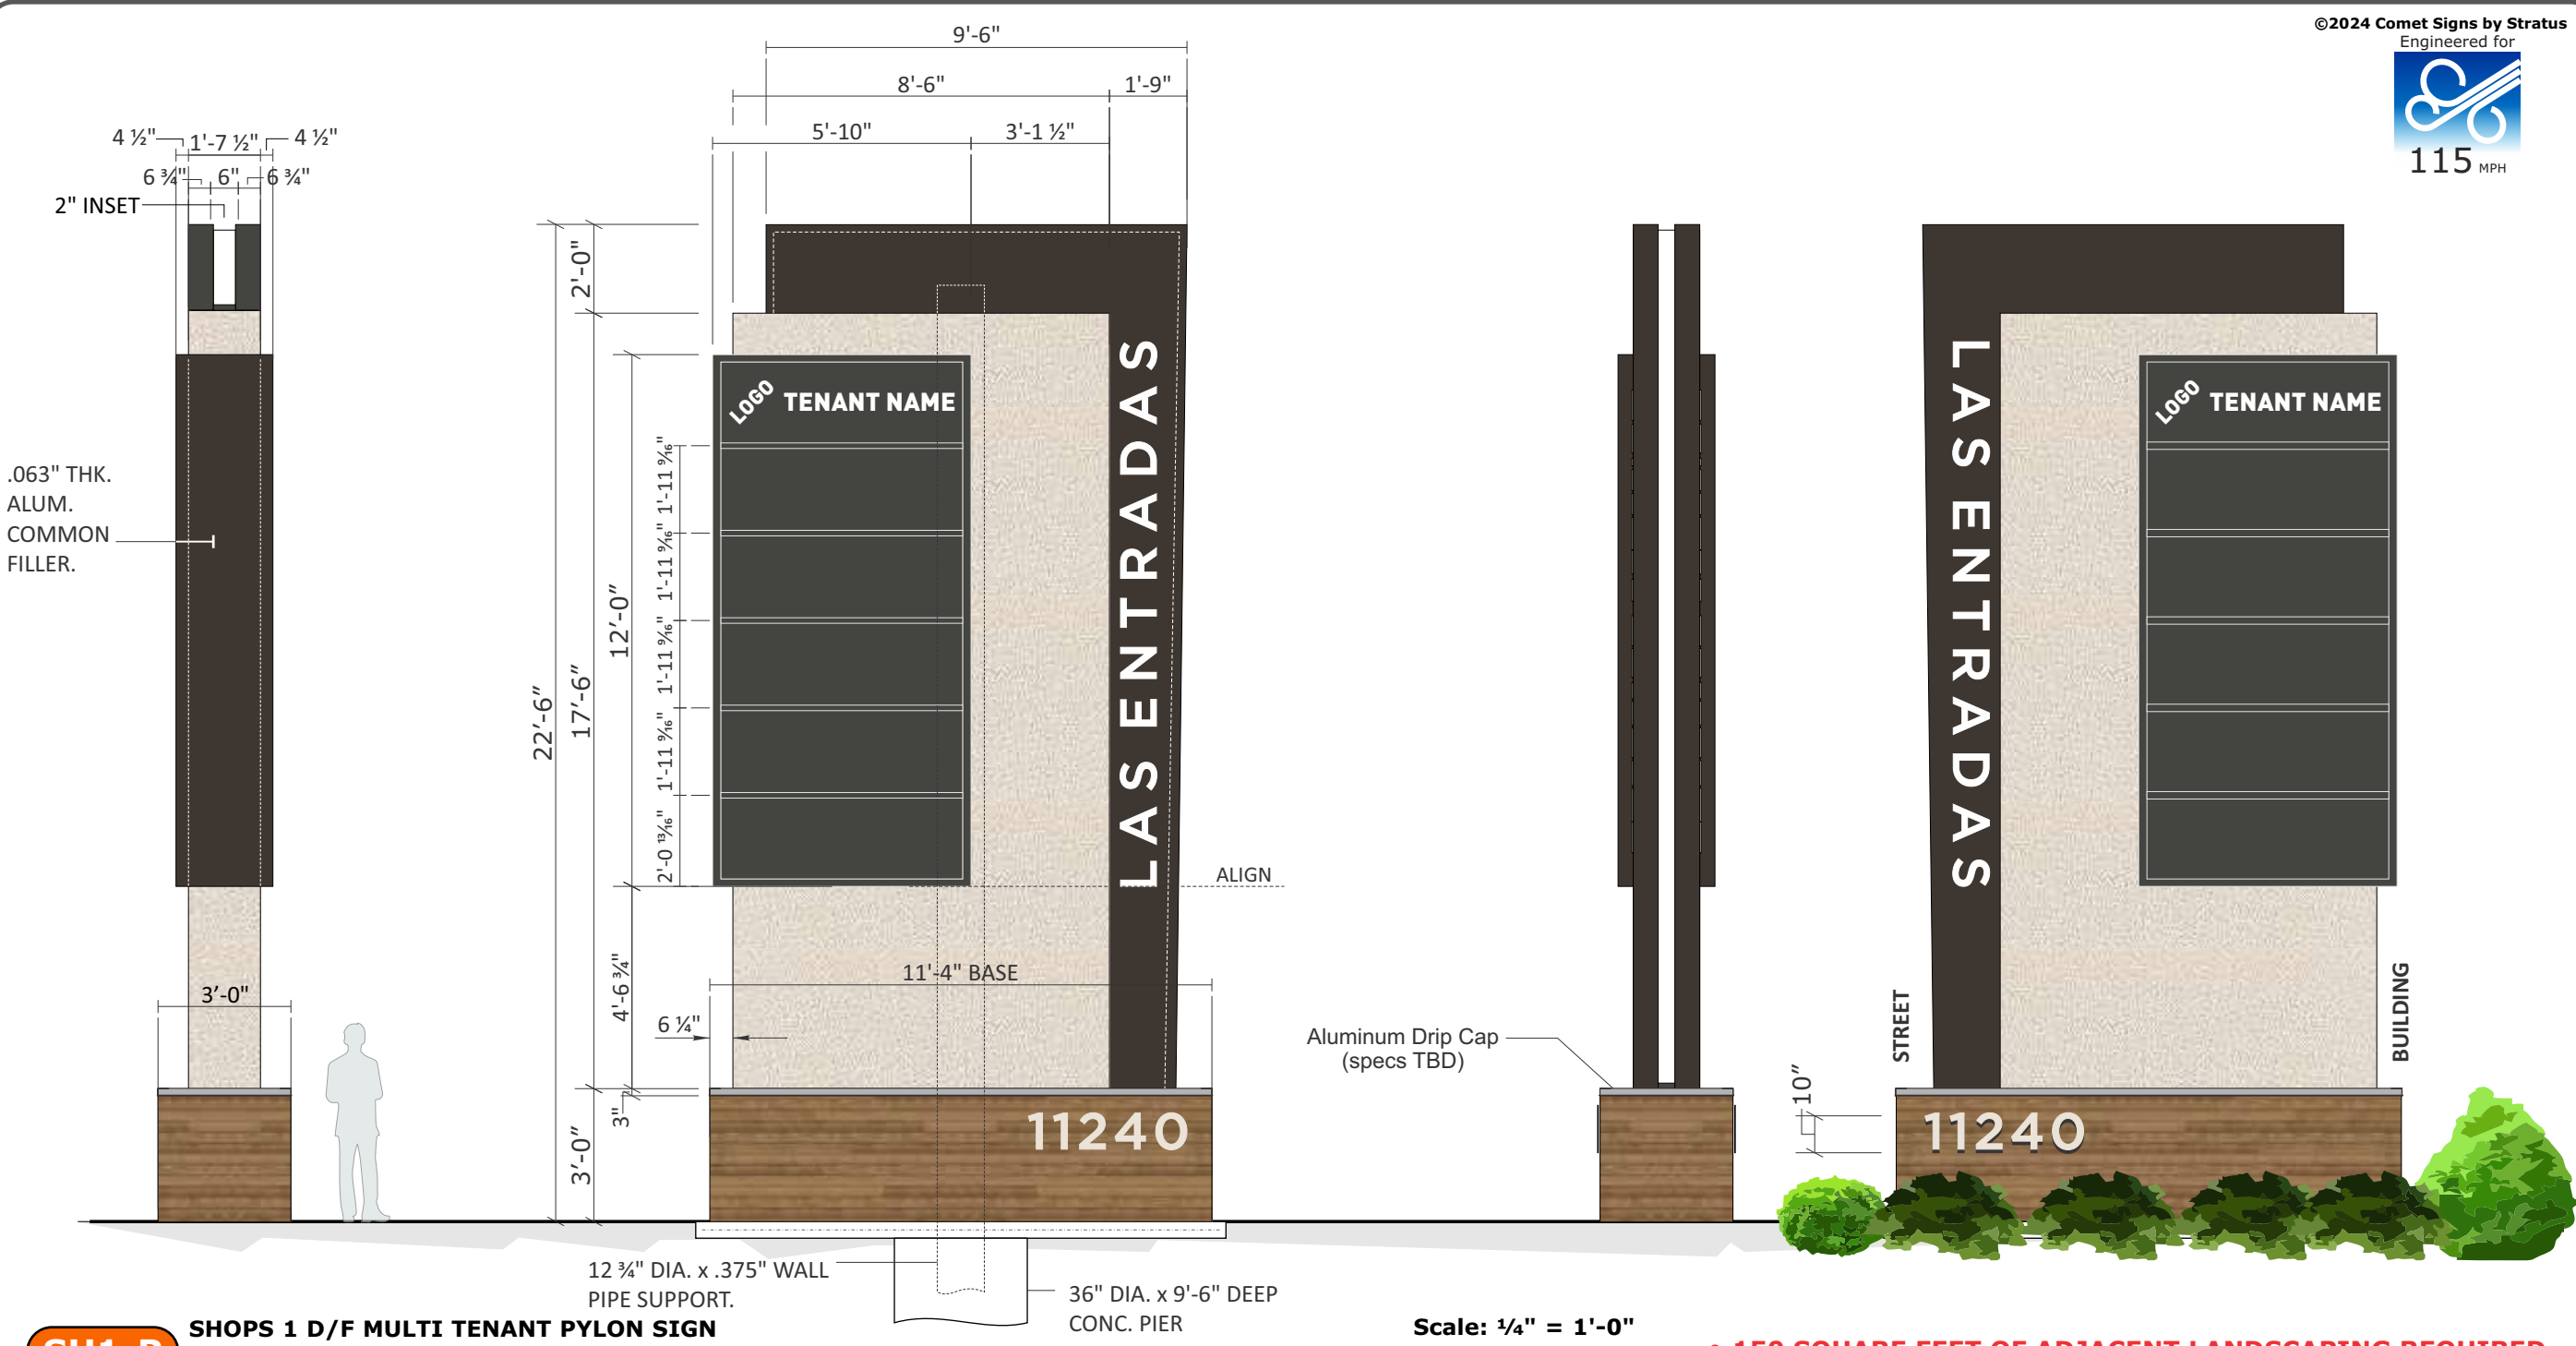 ©2024 Comet Signs by Stratus
Engineered for
115 MPH
9'-6"
8'-6"
1'-9"
5'-10"
3'-1 ½"
4 ½"
1'-7 ½"
4 ½"
6 ¾"
6"
6 ¾"
2" INSET
.063" THK.
ALUM.
COMMON
FILLER.
3'-0"
2'-0"
22'-6"
17'-6"
12'-0"
1'-11 9⁄16"
1'-11 9⁄16"
1'-11 9⁄16"
1'-11 9⁄16"
2'-0 13⁄16"
4'-6 ¾"
3"
3'-0"
6 ¼"
LOGO TENANT NAME
LAS ENTRADAS
ALIGN
11'-4" BASE
11240
12 ¾" DIA. x .375" WALL
PIPE SUPPORT.
36" DIA. x 9'-6" DEEP
CONC. PIER
Aluminum Drip Cap
(specs TBD)
LAS ENTRADAS
LOGO TENANT NAME
STREET
BUILDING
10"
11240
SHOPS 1 D/F MULTI TENANT PYLON SIGN
Scale: ¼" = 1'-0"
SQUARE FEET OF ADJACENT LANDSCAPING REQUIRED